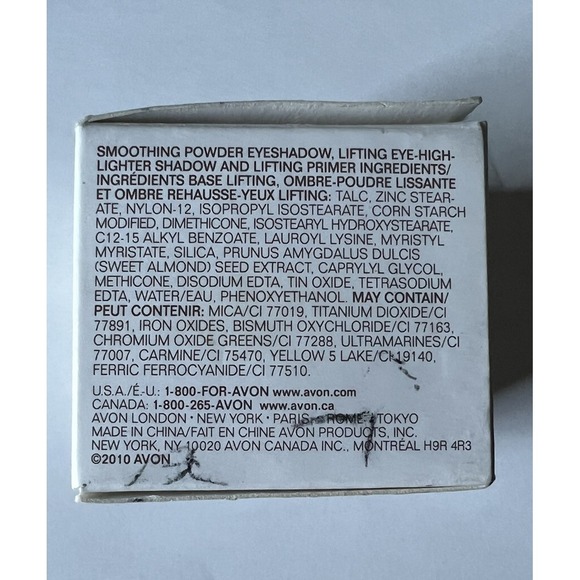 SMOOTHING POWDER EYESHADOW, LIFTING EYE-HIGH-
LIGHTER SHADOW AND LIFTING PRIMER INGREDIENTS/
INGRÉDIENTS BASE LIFTING, OMBRE-POUDRE LISSANTE
ET OMBRE REHAUSSE-YEUX LIFTING: TALC, ZINC STEAR-
ATE, NYLON-12, ISOPROPYL ISOSTEARATE, CORN STARCH
MODIFIED, DIMETHICONE, ISOSTEARYL HYDROXYSTEARATE,
C12-15 ALKYL BENZOATE, LAUROYL LYSINE, MYRISTYL
MYRISTATE, SILICA, PRUNUS AMYGDALUS DULCIS
(SWEET ALMOND) SEED EXTRACT, CAPRYLYL GLYCOL,
METHICONE, DISODIUM EDTA, TIN OXIDE, TETRASODIUM
EDTA, WATER/EAU, PHENOXYETHANOL. MAY CONTAIN/
PEUT CONTENIR: MICA/CI 77019, TITANIUM DIOXIDE/CI
77891, IRON OXIDES, BISMUTH OXYCHLORIDE/CI 77163,
CHROMIUM OXIDE GREENS/CI 77288, ULTRAMARINES/CI
77007, CARMINE/CI 75470, YELLOW 5 LAKE/CI 19140,
FERRIC FERROCYANIDE/CI 77510.
U.S.A./É.-U.: 1-800-FOR-AVON www.avon.com
CANADA: 1-800-265-AVON www.avon.ca
AVON LONDON · NEW YORK · PARIS · ROME · TOKYO
MADE IN CHINA/FAIT EN CHINE AVON PRODUCTS, INC.
NEW YORK, NY 10020 AVON CANADA INC., MONTRÉAL H9R 4R3
©2010 AVON